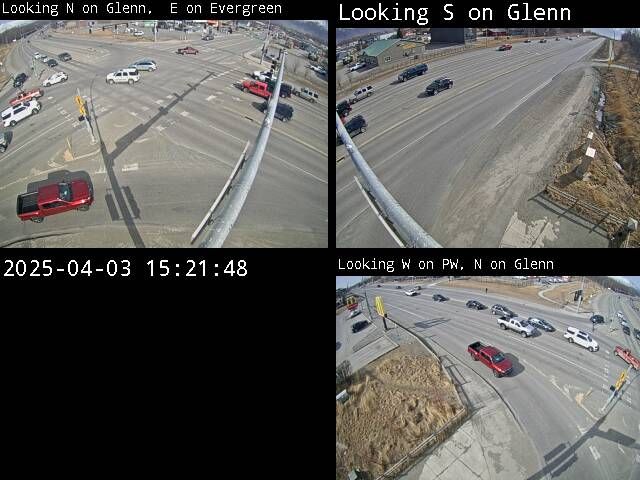 Looking N on Glenn,  E on Evergreen
Looking S on Glenn
2025-04-03 15:21:48
Looking W on PW, N on Glenn